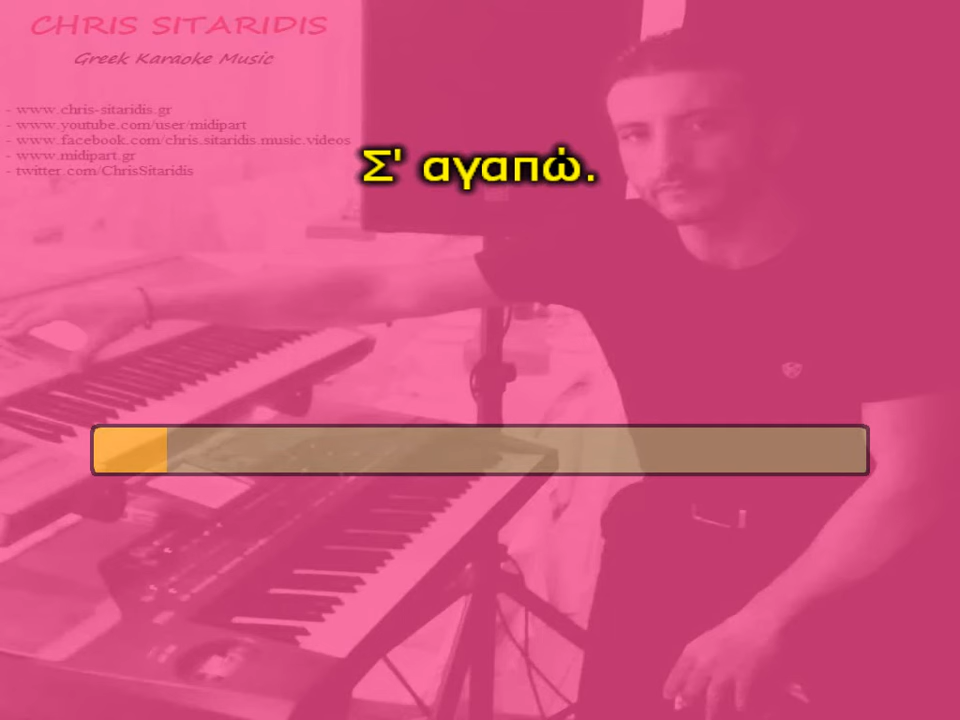 CHRIS SITARIDIS
Greek Karaoke Music
- www.chris-sitaridis.gr
- www.youtube.com/user/midipart
- www.facebook.com/chris.sitaridis.music.videos
- www.midipart.gr
- twitter.com/ChrisSitaridis
Σ' αγαπώ.